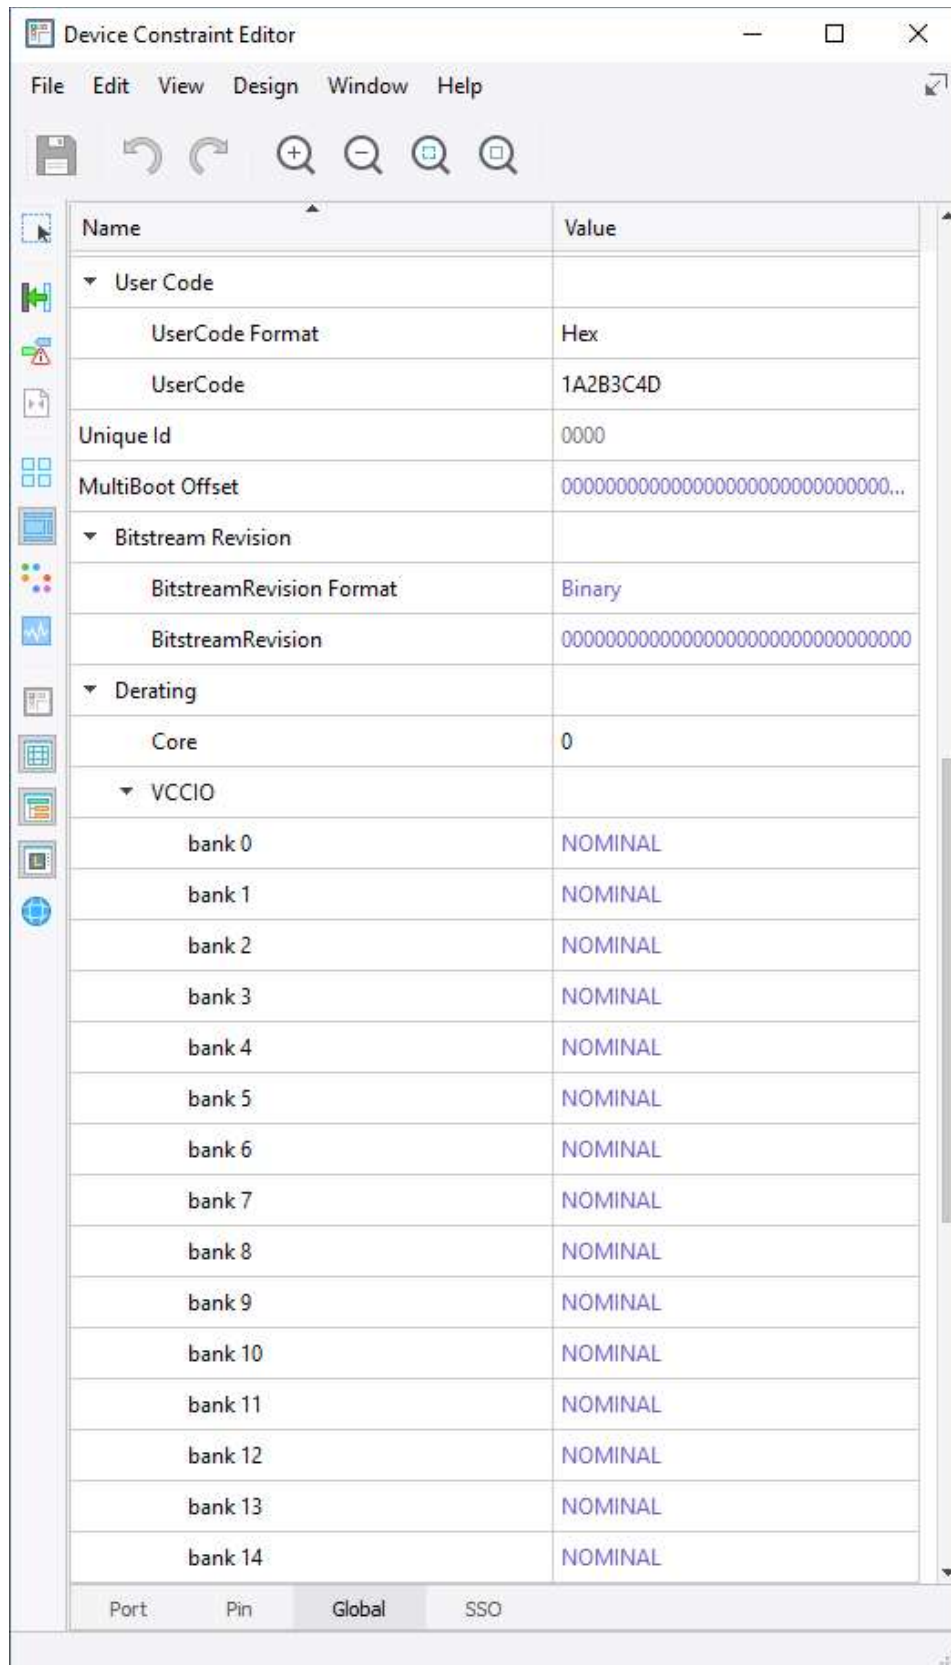 Device Constraint Editor
File Edit View Design Window Help
Name Value
User Code
UserCode Format Hex
UserCode 1A2B3C4D
Unique Id 0000
MultiBoot Offset 00000000000000000000000000000000...
BitstreamRevision
BitstreamRevision Format Binary
BitstreamRevision 00000000000000000000000000000000
Derating
Core 0
VCCIO
bank 0 NOMINAL
bank 1 NOMINAL
bank 2 NOMINAL
bank 3 NOMINAL
bank 4 NOMINAL
bank 5 NOMINAL
bank 6 NOMINAL
bank 7 NOMINAL
bank 8 NOMINAL
bank 9 NOMINAL
bank 10 NOMINAL
bank 11 NOMINAL
bank 12 NOMINAL
bank 13 NOMINAL
bank 14 NOMINAL
Port Pin Global SSO